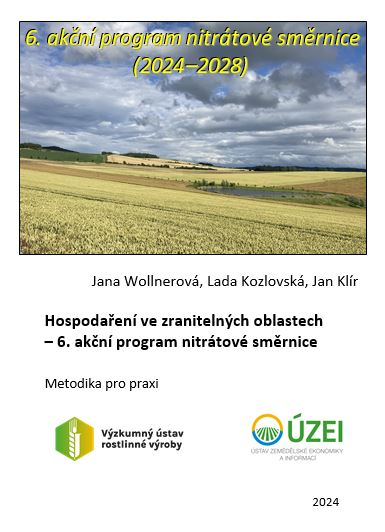 6. akční program nitrátové směrnice
(2024–2028)
Jana Wollnerová, Lada Kozlovská, Jan Klír
Hospodaření ve zranitelných oblastech
– 6. akční program nitrátové směrnice
Metodika pro praxi
Výzkumný ústav
rostlinné výroby
ÚZEI
ÚSTAV ZEMĚDĚLSKÉ EKONOMIKY
A INFORMACÍ
2024